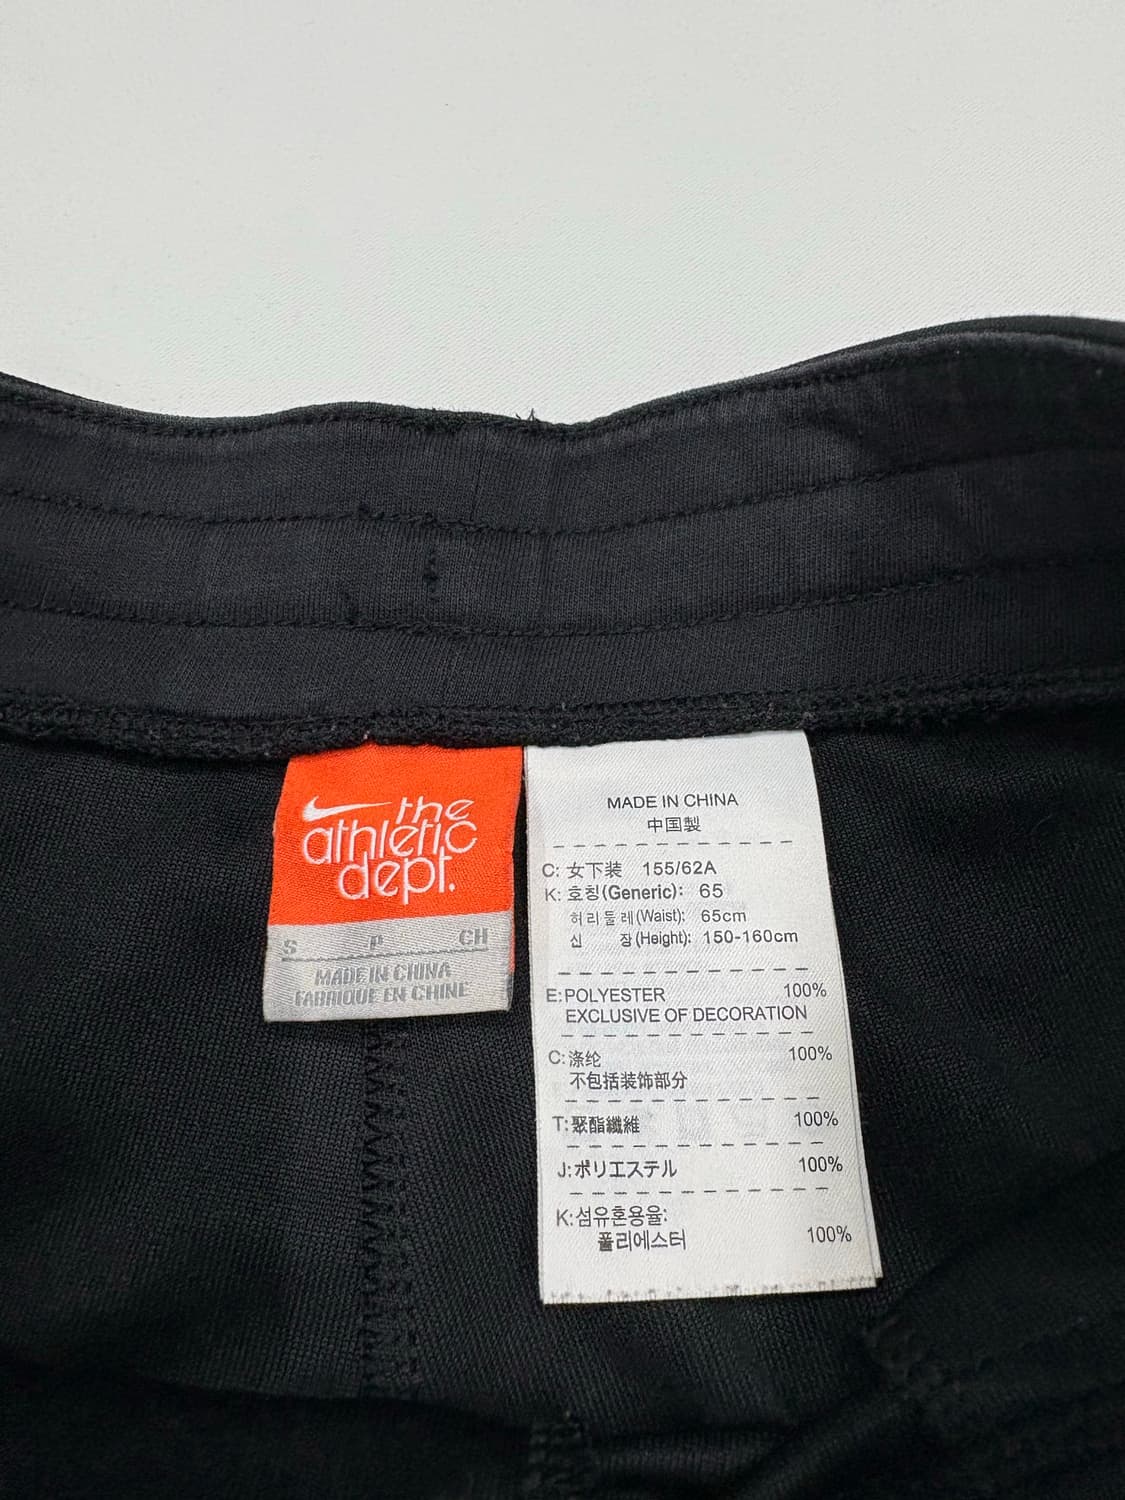 the
athletic
dept.
S P CH
MADE IN CHINA
FABRIQUE EN CHINE
MADE IN CHINA
中国製
C: 女下装 155/62A
K: 호칭(Generic): 65
허리둘레(Waist): 65cm
신 장(Height): 150-160cm
E:POLYESTER 100%
EXCLUSIVE OF DECORATION
C:涤纶 100%
不包括装饰部分
T:聚酯纖維 100%
J:ポリエステル 100%
K:섬유혼용율:
폴리에스터 100%